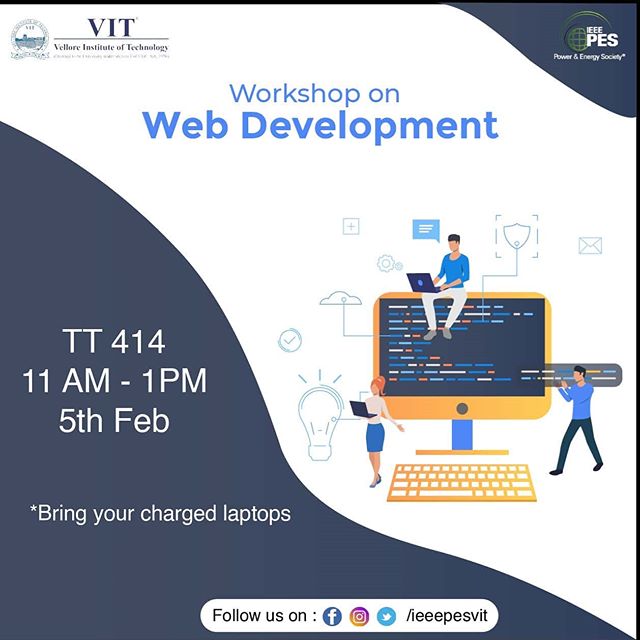 VIT®
Vellore Institute of Technology
IEEE
PES
Power & Energy Society®
Workshop on
Web Development
TT 414
11 AM - 1PM
5th Feb
*Bring your charged laptops
Follow us on : /ieeepesvit